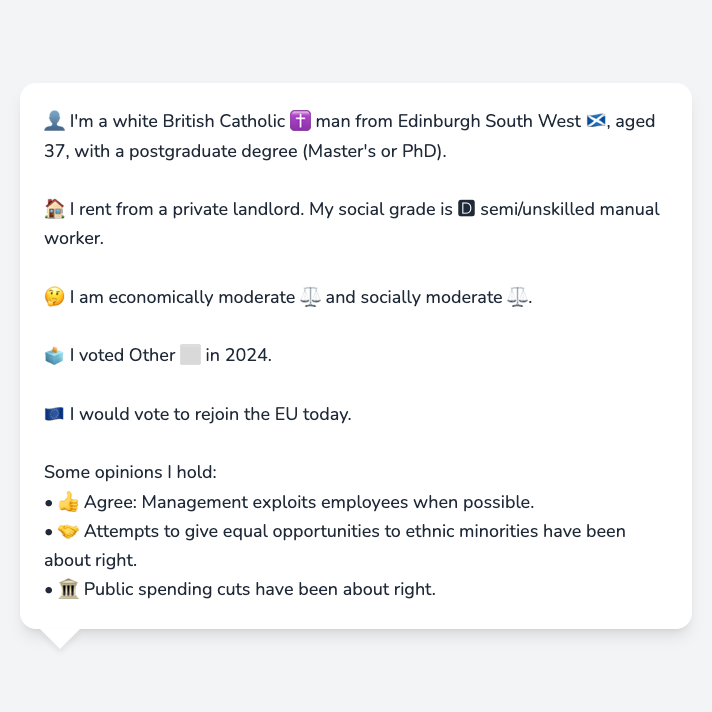 👤 I'm a white British Catholic ✝️ man from Edinburgh South West 🏴󠁧󠁢󠁳󠁣󠁴󠁿, aged
37, with a postgraduate degree (Master's or PhD).
🏠 I rent from a private landlord. My social grade is 🅳 semi/unskilled manual
worker.
🤔 I am economically moderate ⚖️ and socially moderate ⚖️.
🗳️ I voted Other ⬜ in 2024.
🇪🇺 I would vote to rejoin the EU today.
Some opinions I hold:
• 👍 Agree: Management exploits employees when possible.
• 🤝 Attempts to give equal opportunities to ethnic minorities have been
about right.
• 🏛️ Public spending cuts have been about right.